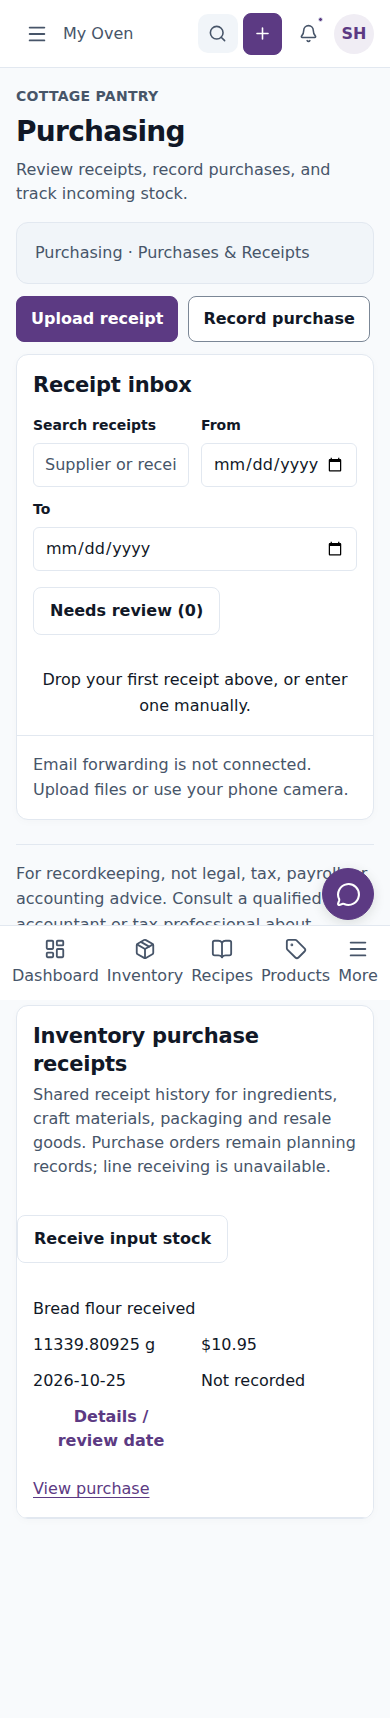 My Oven
SH
COTTAGE PANTRY
Purchasing
Review receipts, record purchases, and
track incoming stock.
Purchasing · Purchases & Receipts
Upload receipt
Record purchase
Receipt inbox
Search receipts
From
Supplier or recei
mm/dd/yyyy
To
mm/dd/yyyy
Needs review (0)
Drop your first receipt above, or enter
one manually.
Email forwarding is not connected.
Upload files or use your phone camera.
For recordkeeping, not legal, tax, payroll, or
accounting advice. Consult a qualified
accountant or tax professional about
Dashboard
Inventory
Recipes
Products
More
Inventory purchase
receipts
Shared receipt history for ingredients,
craft materials, packaging and resale
goods. Purchase orders remain planning
records; line receiving is unavailable.
Receive input stock
Bread flour received
11339.80925 g
$10.95
2026-10-25
Not recorded
Details /
review date
View purchase